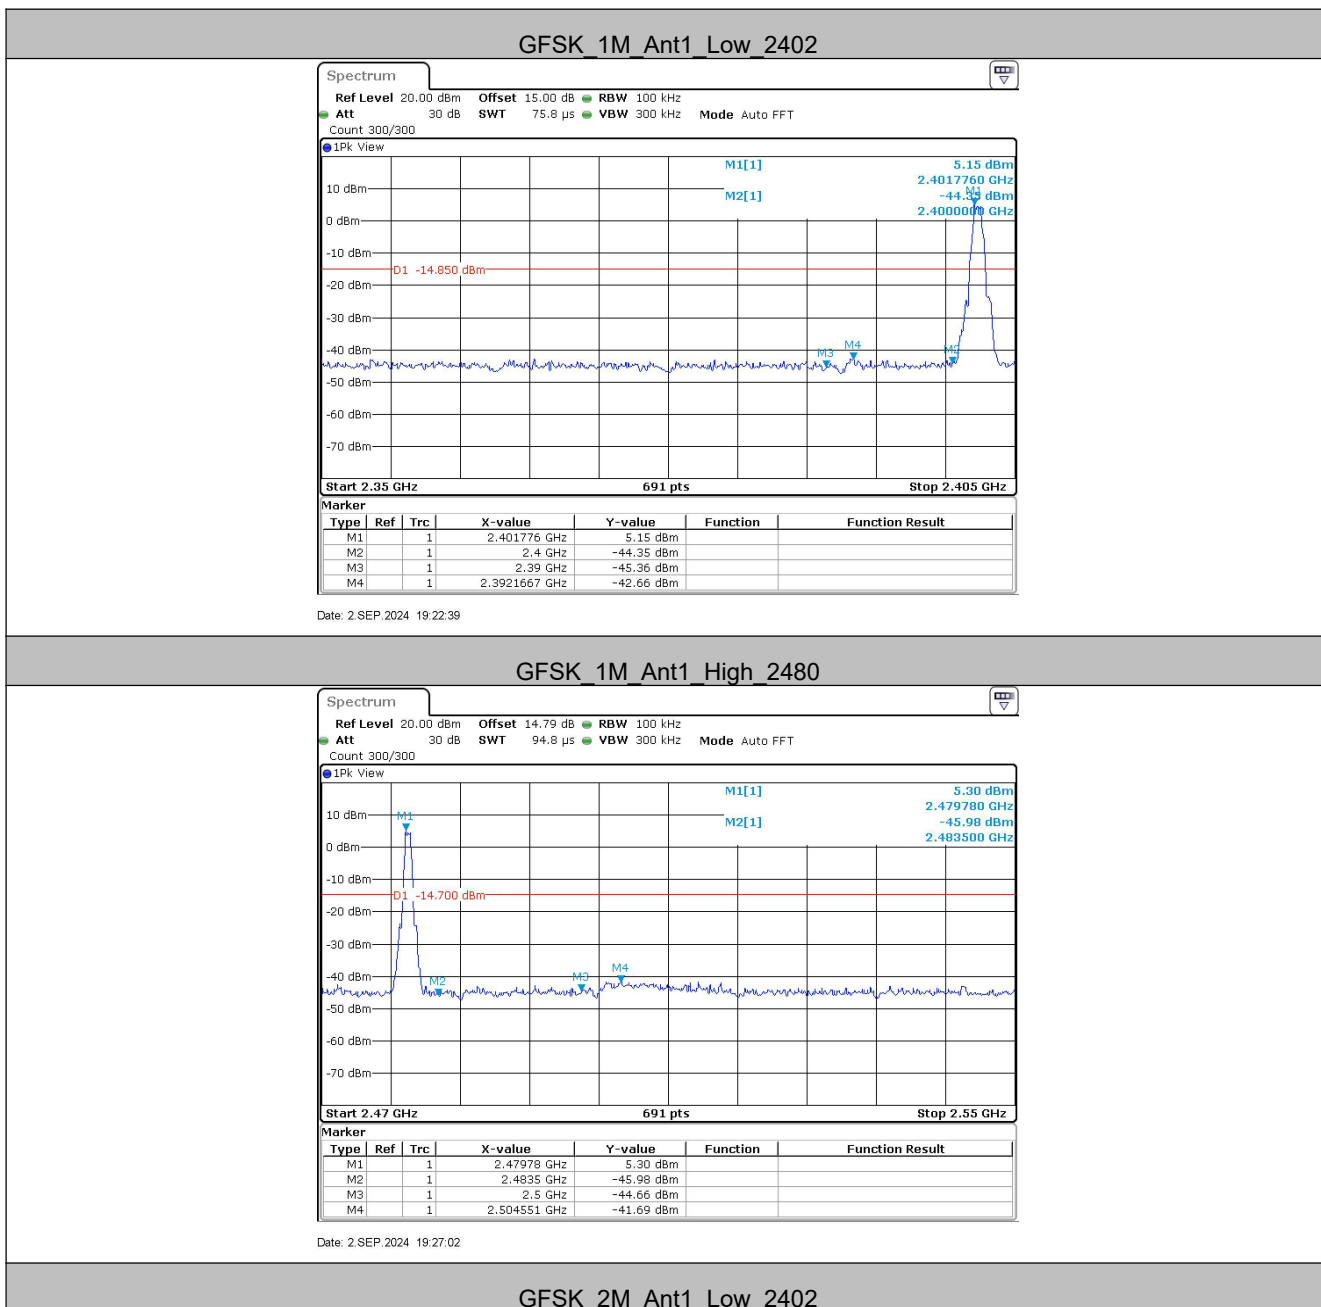 GFSK_1M_Ant1_Low_2402
Spectrum
Ref Level 20.00 dBm Offset 15.00 dB RBW 100 kHz
Att 30 dB SWT 75.8 µs VBW 300 kHz Mode Auto FFT
Count 300/300
1Pk View
M1[1] 5.15 dBm
2.4017760 GHz
M2[1] -44.35 dBm
2.4000000 GHz
M1
10 dBm
0 dBm
-10 dBm
D1 -14.850 dBm
-20 dBm
-30 dBm
-40 dBm
M3 M4 M2
-50 dBm
-60 dBm
-70 dBm
Start 2.35 GHz 691 pts Stop 2.405 GHz
Marker
Type Ref Trc X-value Y-value Function Function Result
M1 1 2.401776 GHz 5.15 dBm
M2 1 2.4 GHz -44.35 dBm
M3 1 2.39 GHz -45.36 dBm
M4 1 2.3921667 GHz -42.66 dBm
Date: 2.SEP.2024 19:22:39
GFSK_1M_Ant1_High_2480
Spectrum
Ref Level 20.00 dBm Offset 14.79 dB RBW 100 kHz
Att 30 dB SWT 94.8 µs VBW 300 kHz Mode Auto FFT
Count 300/300
1Pk View
M1[1] 5.30 dBm
2.479780 GHz
M2[1] -45.98 dBm
2.483500 GHz
10 dBm
M1
0 dBm
-10 dBm
D1 -14.700 dBm
-20 dBm
-30 dBm
-40 dBm
M2 M3 M4
-50 dBm
-60 dBm
-70 dBm
Start 2.47 GHz 691 pts Stop 2.55 GHz
Marker
Type Ref Trc X-value Y-value Function Function Result
M1 1 2.47978 GHz 5.30 dBm
M2 1 2.4835 GHz -45.98 dBm
M3 1 2.5 GHz -44.66 dBm
M4 1 2.504551 GHz -41.69 dBm
Date: 2.SEP.2024 19:27:02
GFSK_2M_Ant1_Low_2402